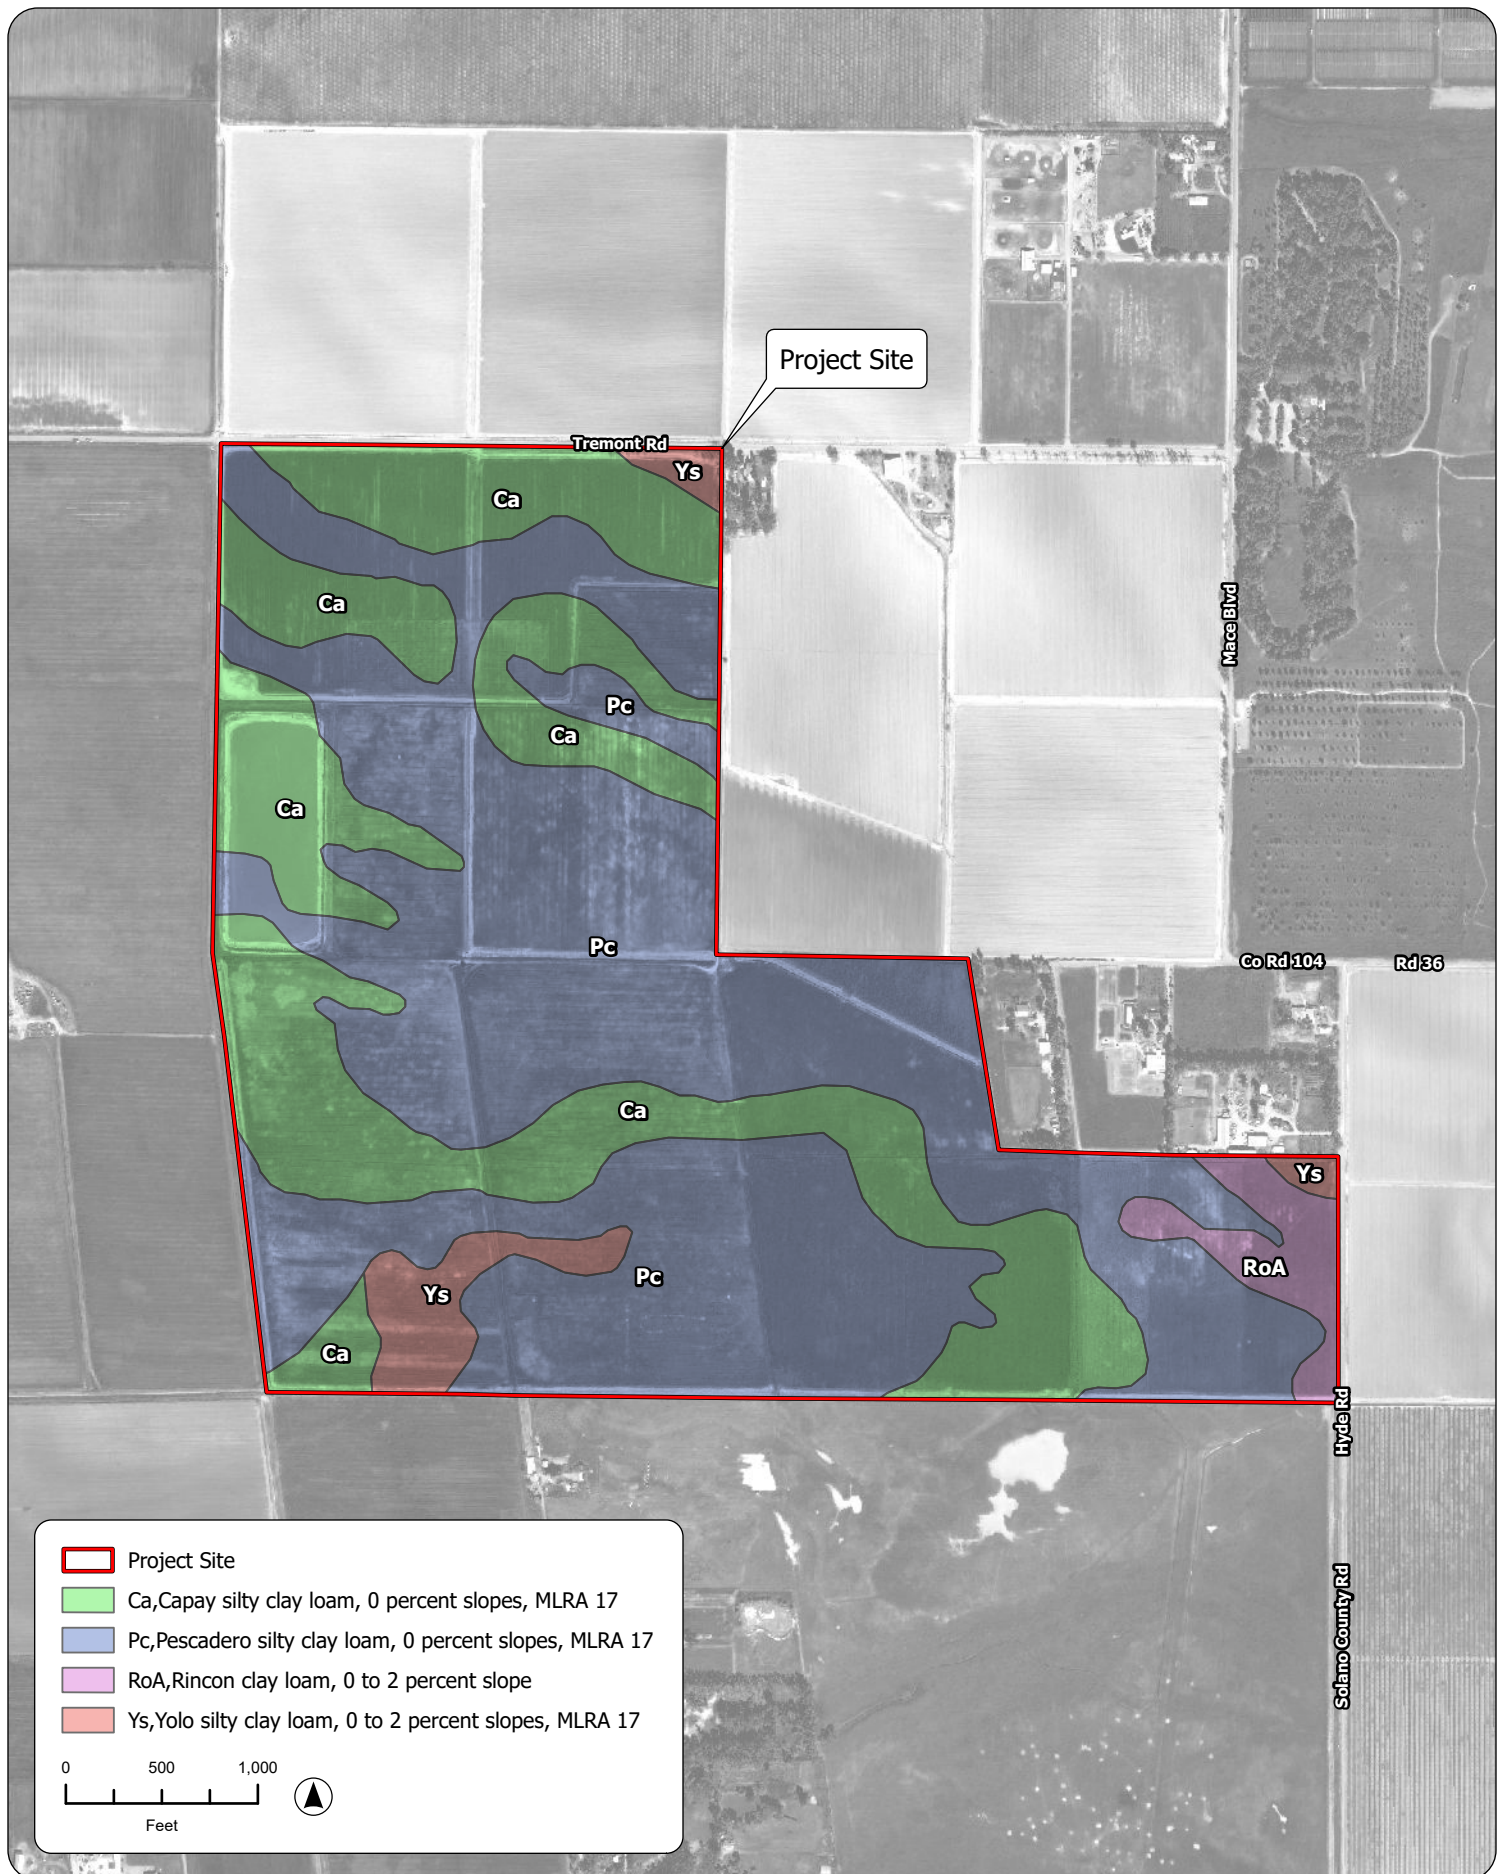 Project Site
Tremont Rd
Ys
Ca
Mace Blvd
Ca
Pc
Ca
Ca
Pc
Co Rd 104
Rd 36
Ca
Ys
RoA
Pc
Ys
Ca
Hyde Rd
Solano County Rd
Project Site
Ca,Capay silty clay loam, 0 percent slopes, MLRA 17
Pc,Pescadero silty clay loam, 0 percent slopes, MLRA 17
RoA,Rincon clay loam, 0 to 2 percent slope
Ys,Yolo silty clay loam, 0 to 2 percent slopes, MLRA 17
0 500 1,000
Feet